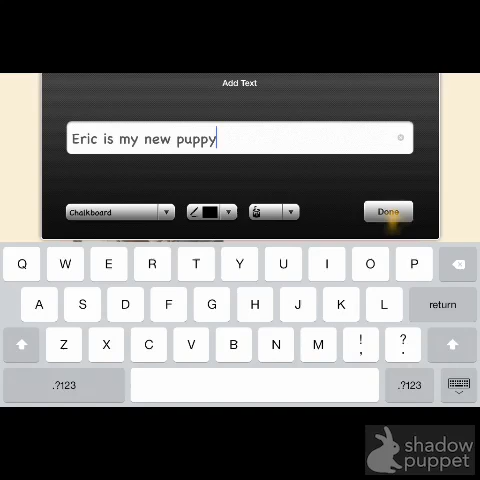 Add Text
Eric is my new puppy
Chalkboard
Done
Q W E R T Y U I O P
A S D F G H J K L return
Z X C V B N M ! , ? .
.?123 .?123
shadow
puppet